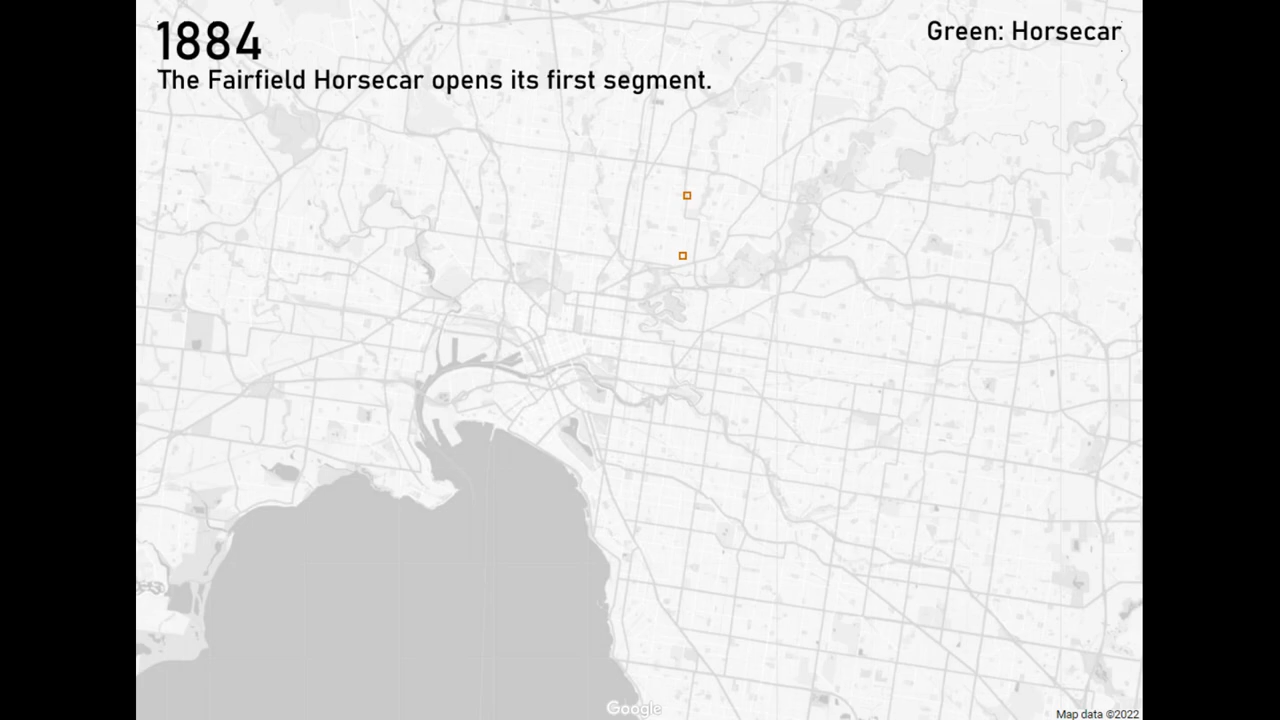 1884
Green: Horsecar
The Fairfield Horsecar opens its first segment.
Google
Map data ©2022